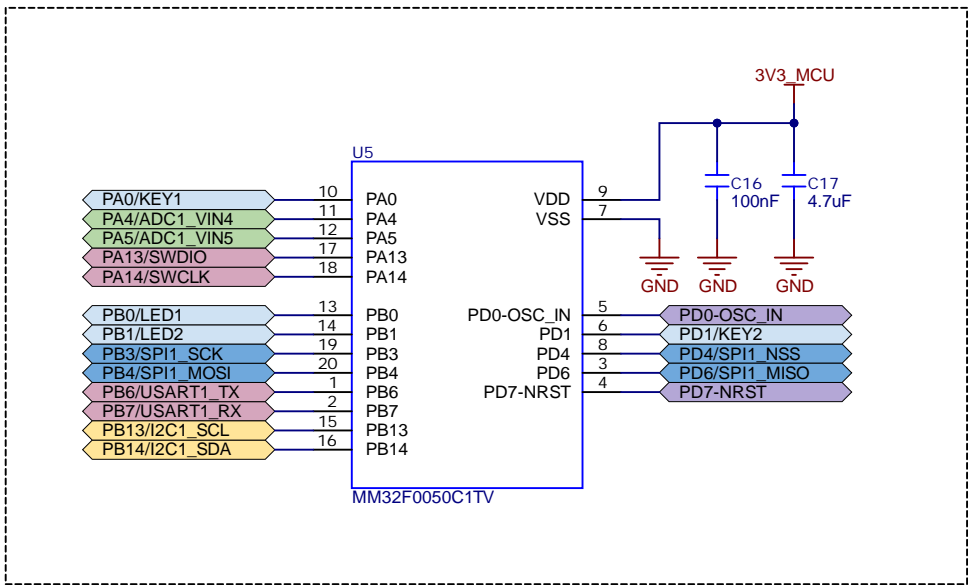 3V3_MCU
U5
PA0/KEY1 10 PA0
PA4/ADC1_VIN4 11 PA4
PA5/ADC1_VIN5 12 PA5
PA13/SWDIO 17 PA13
PA14/SWCLK 18 PA14
PB0/LED1 13 PB0
PB1/LED2 14 PB1
PB3/SPI1_SCK 19 PB3
PB4/SPI1_MOSI 20 PB4
PB6/USART1_TX 1 PB6
PB7/USART1_RX 2 PB7
PB13/I2C1_SCL 15 PB13
PB14/I2C1_SDA 16 PB14
VDD 9
VSS 7
C16
100nF
C17
4.7uF
GND GND GND
PD0-OSC_IN 5 PD0-OSC_IN
PD1 6 PD1/KEY2
PD4 8 PD4/SPI1_NSS
PD6 3 PD6/SPI1_MISO
PD7-NRST 4 PD7-NRST
MM32F0050C1TV